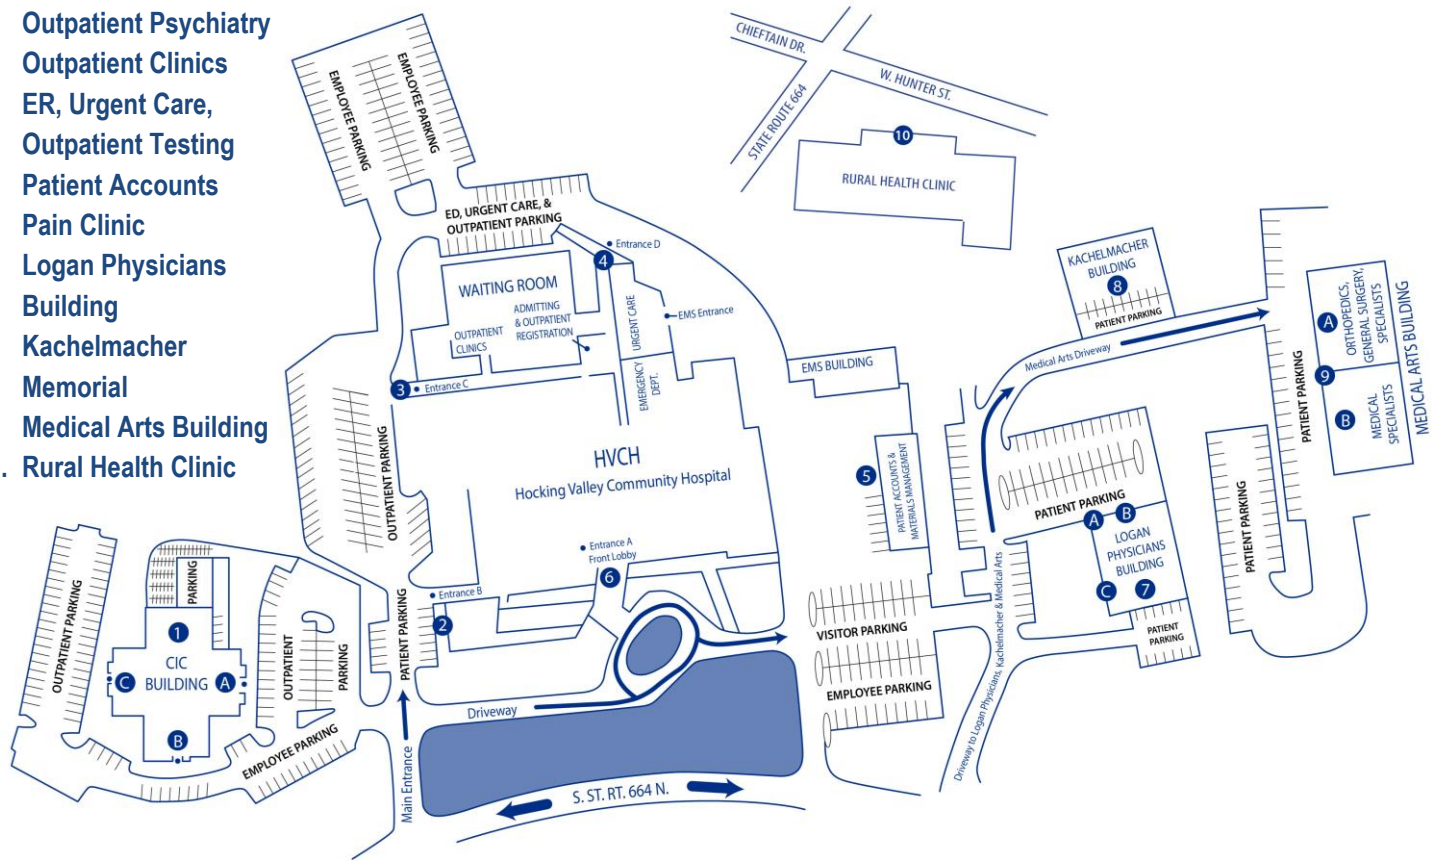 Outpatient Psychiatry
Outpatient Clinics
ER, Urgent Care,
Outpatient Testing
Patient Accounts
Pain Clinic
Logan Physicians
Building
Kachelmacher
Memorial
Medical Arts Building
. Rural Health Clinic
EMPLOYEE PARKING
EMPLOYEE PARKING
ED, URGENT CARE, &
OUTPATIENT PARKING
CHIEFTAIN DR.
W. HUNTER ST.
STATE ROUTE 664
10
RURAL HEALTH CLINIC
Entrance D
4
WAITING ROOM
ADMITTING
& OUTPATIENT
REGISTRATION
OUTPATIENT
CLINICS
URGENT CARE
EMS Entrance
EMERGENCY
DEPT.
3
Entrance C
OUTPATIENT PARKING
HVCH
Hocking Valley Community Hospital
EMS BUILDING
5
PATIENT ACCOUNTS &
MATERIALS MANAGEMENT
KACHELMACHER
BUILDING
8
PATIENT PARKING
Medical Arts Driveway
A
ORTHOPEDICS,
GENERAL SURGERY,
SPECIALISTS
9
B
MEDICAL
SPECIALISTS
MEDICAL ARTS BUILDING
PATIENT PARKING
PATIENT PARKING
PATIENT PARKING
A
B
LOGAN
PHYSICIANS
BUILDING
C
7
PATIENT
PARKING
Entrance A
Front Lobby
6
Entrance B
2
PATIENT PARKING
OUTPATIENT PARKING
PARKING
1
CIC
BUILDING
C
A
B
OUTPATIENT
PARKING
EMPLOYEE PARKING
VISITOR PARKING
EMPLOYEE PARKING
Driveway
Main Entrance
S. ST. RT. 664 N.
Driveway to Logan Physicians, Kachelmacher & Medical Arts